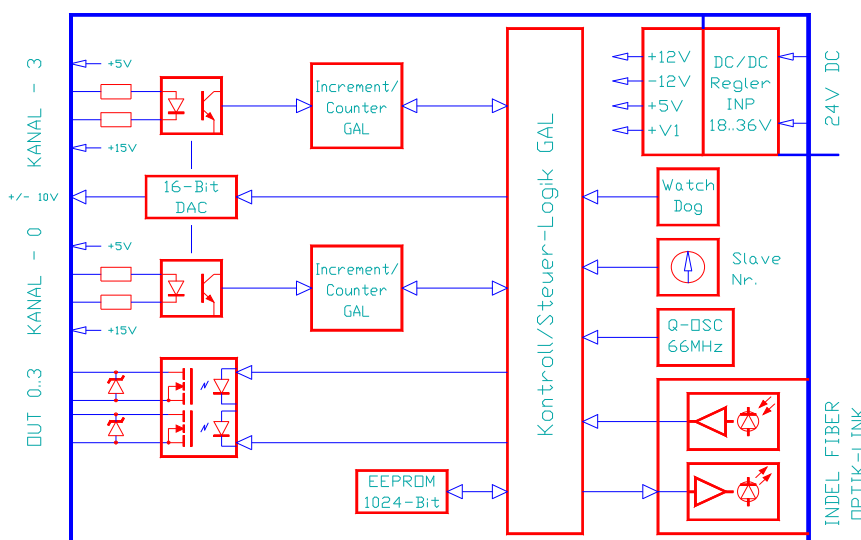 KANAL - 3
+5V
+15V
Increment/
Counter
GAL
+/- 10V
16-Bit
DAC
KANAL - 0
+5V
+15V
Increment/
Counter
GAL
OUT 0..3
EEPROM
1024-Bit
Kontroll/Steuer-Logik GAL
+12V
-12V
+5V
+V1
DC/DC
Regler
INP
18..36V
24V DC
Watch
Dog
Slave
Nr.
Q-OSC
66MHz
INDEL FIBER
OPTIK-LINK